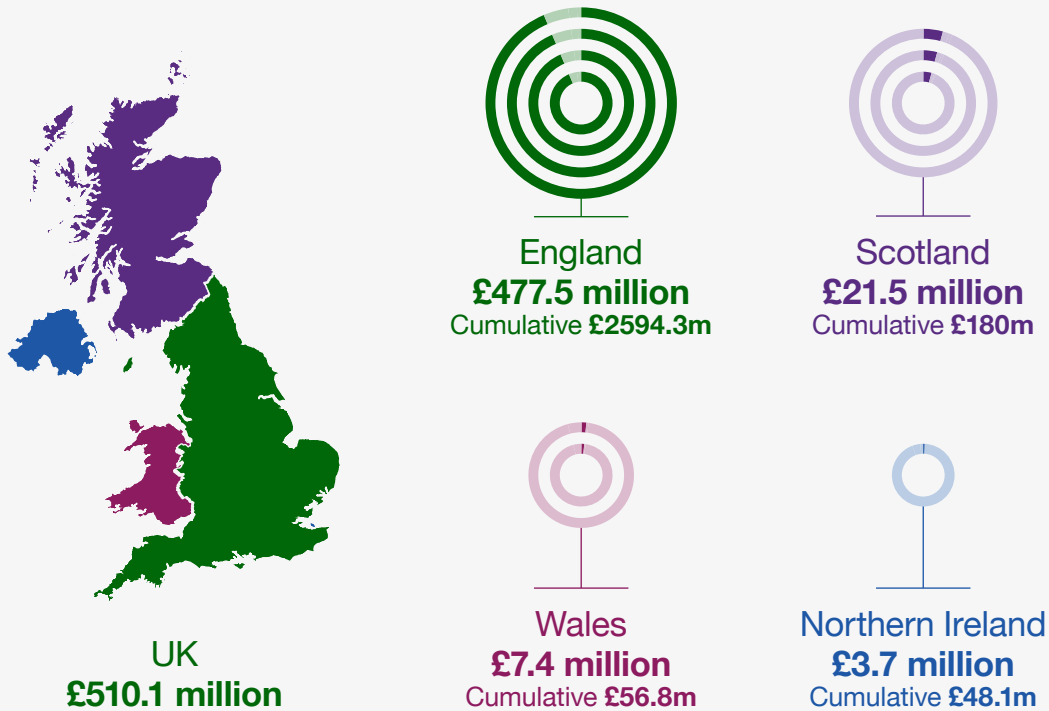 England
£477.5 million
Cumulative £2594.3m
Scotland
£21.5 million
Cumulative £180m
UK
£510.1 million
Wales
£7.4 million
Cumulative £56.8m
Northern Ireland
£3.7 million
Cumulative £48.1m